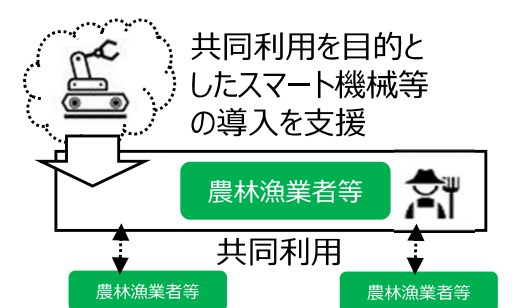 共同利用を目的と
したスマート機械等
の導入を支援
農林漁業者等
共同利用
農林漁業者等
農林漁業者等